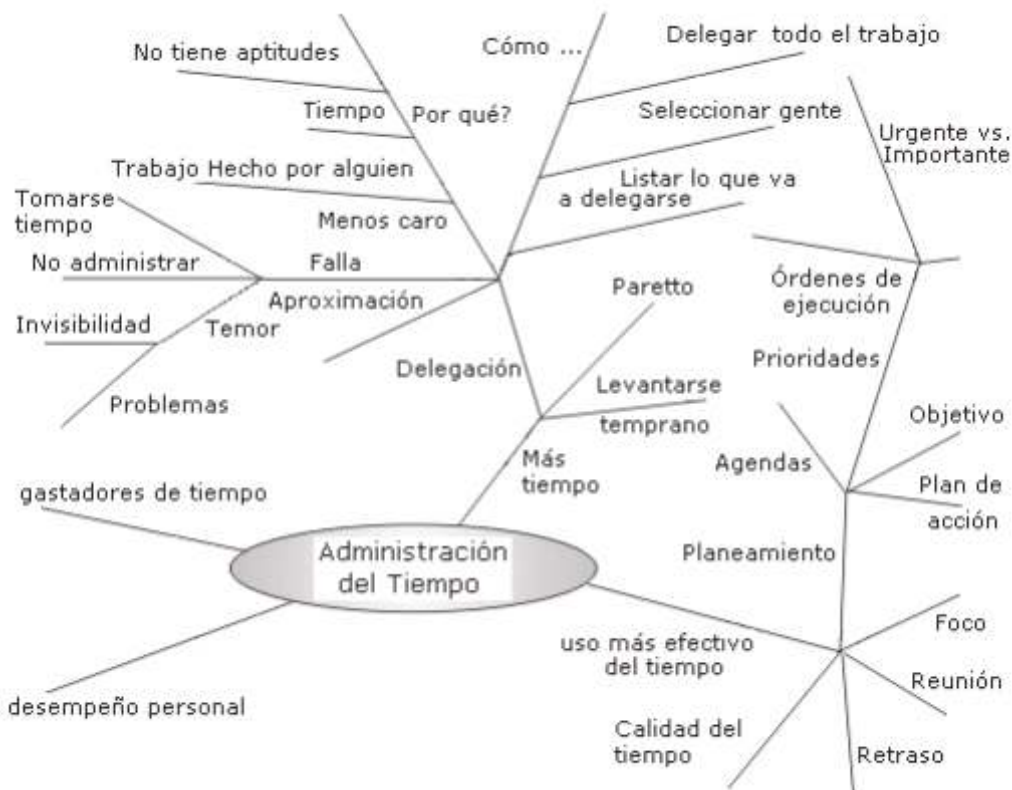 Cómo ...
Delegar todo el trabajo
No tiene aptitudes
Tiempo
Por qué?
Seleccionar gente
Urgente vs.
Importante
Trabajo Hecho por alguien
Listar lo que va
a delegarse
Tomarse
tiempo
Menos caro
No administrar
Falla
Aproximación
Órdenes de
ejecución
Paretto
Invisibilidad
Temor
Delegación
Prioridades
Levantarse
temprano
Problemas
Objetivo
Agendas
Más
tiempo
Plan de
acción
gastadores de tiempo
Administración
del Tiempo
Planeamiento
Foco
uso más efectivo
del tiempo
Reunión
desempeño personal
Calidad del
tiempo
Retraso